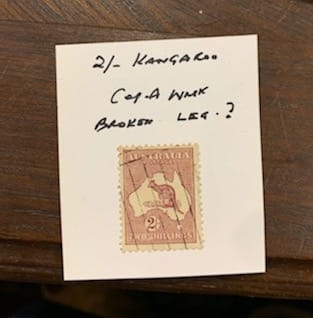 2/- KANGAROO
C of A WMK
BROKEN LEG.?
AUSTRALIA
2/-
TWO SHILLINGS